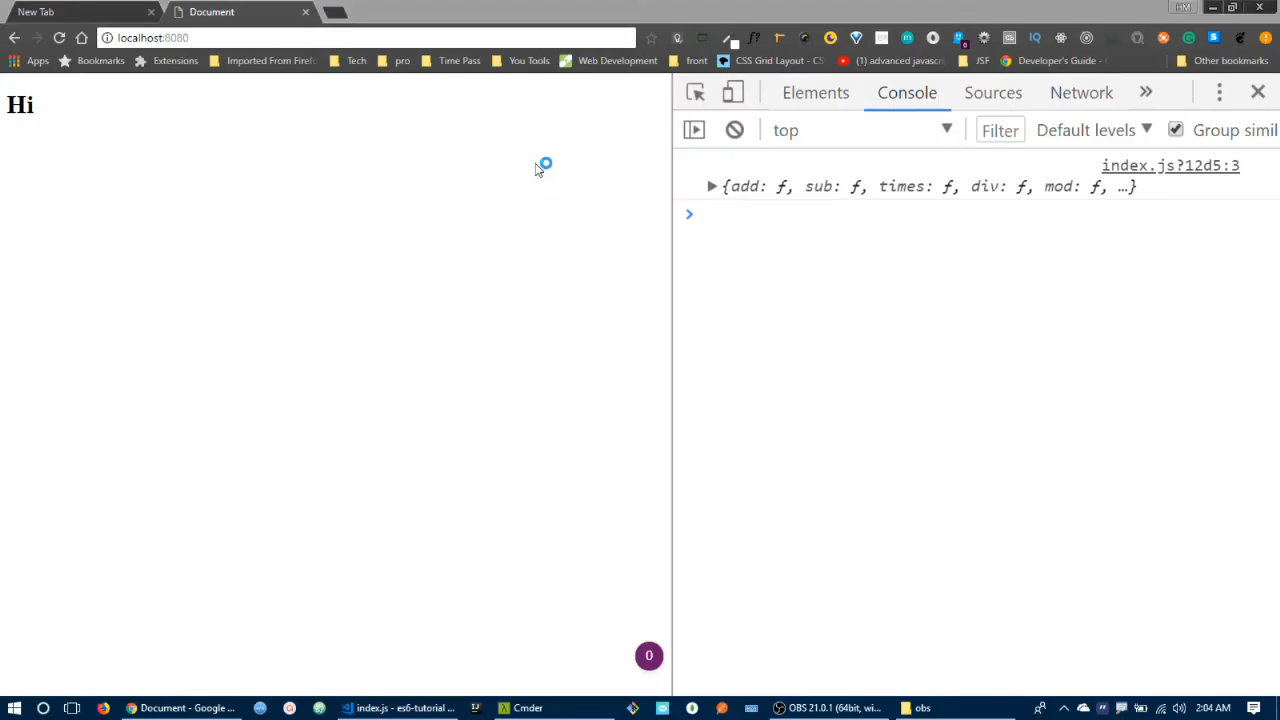 New Tab
Document
HM
localhost:8080
Apps
Bookmarks
Extensions
Imported From Firefo
Tech
pro
Time Pass
You Tools
Web Development
front
CSS Grid Layout - CS
(1) advanced javascri
JSF
Developer's Guide -
Other bookmarks
Hi
Elements
Console
Sources
Network
»
top
Filter
Default levels
Group simil
index.js?12d5:3
{add: ƒ, sub: ƒ, times: ƒ, div: ƒ, mod: ƒ, …}
0
Document - Google ...
index.js - es6-tutorial ...
Cmder
OBS 21.0.1 (64bit, wi...
obs
2:04 AM